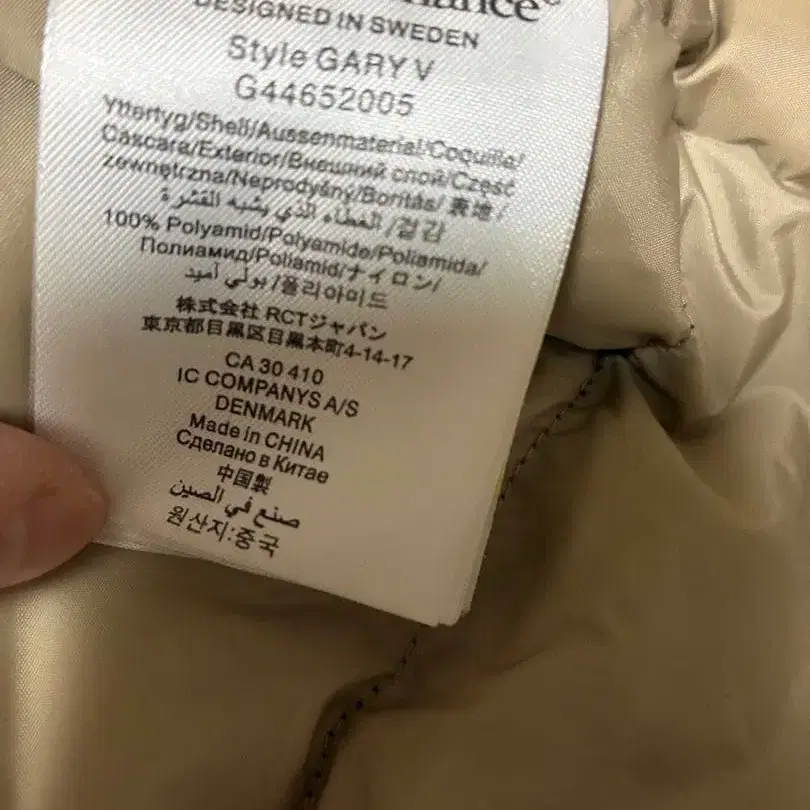 DESIGNED IN SWEDEN
Style GARY V
G44652005
Yttertyg/Shell/Aussenmaterial/Coquille/
Cáscara/Exterior/Внешний слой/Część
zewnętrzna/Neprodyšný/Borítás/表地/
겉감/ الغطاء الذي يشبه القشرة
100% Polyamid/Polyamide/Poliamida/
Полиамид/Poliamid/ナイロン/
폴리아미드/ بولي أميد
株式会社 RCTジャパン
東京都目黒区目黒本町4-14-17
CA 30 410
IC COMPANYS A/S
DENMARK
Made in CHINA
Сделано в Китае
中国製
صنع في الصين
원산지:중국